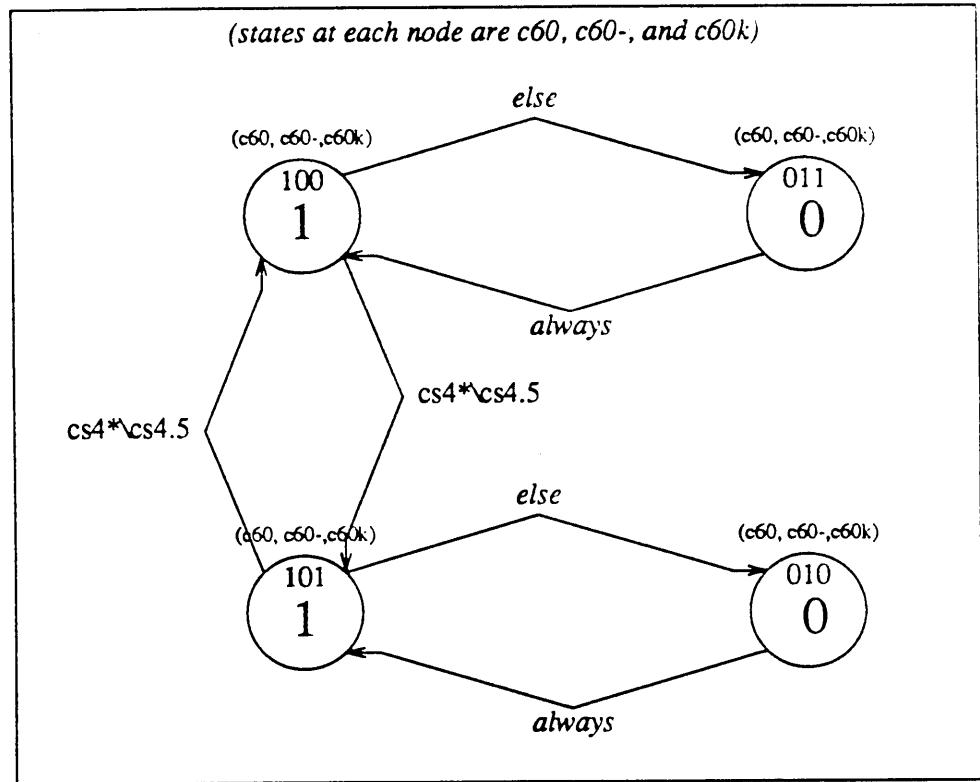 (states at each node are c60, c60-, and c60k)
else
(c60, c60-,c60k)
(c60, c60-,c60k)
100
1
011
0
always
cs4*\cs4.5
cs4*\cs4.5
else
(c60, c60-,c60k)
(c60, c60-,c60k)
101
1
010
0
always